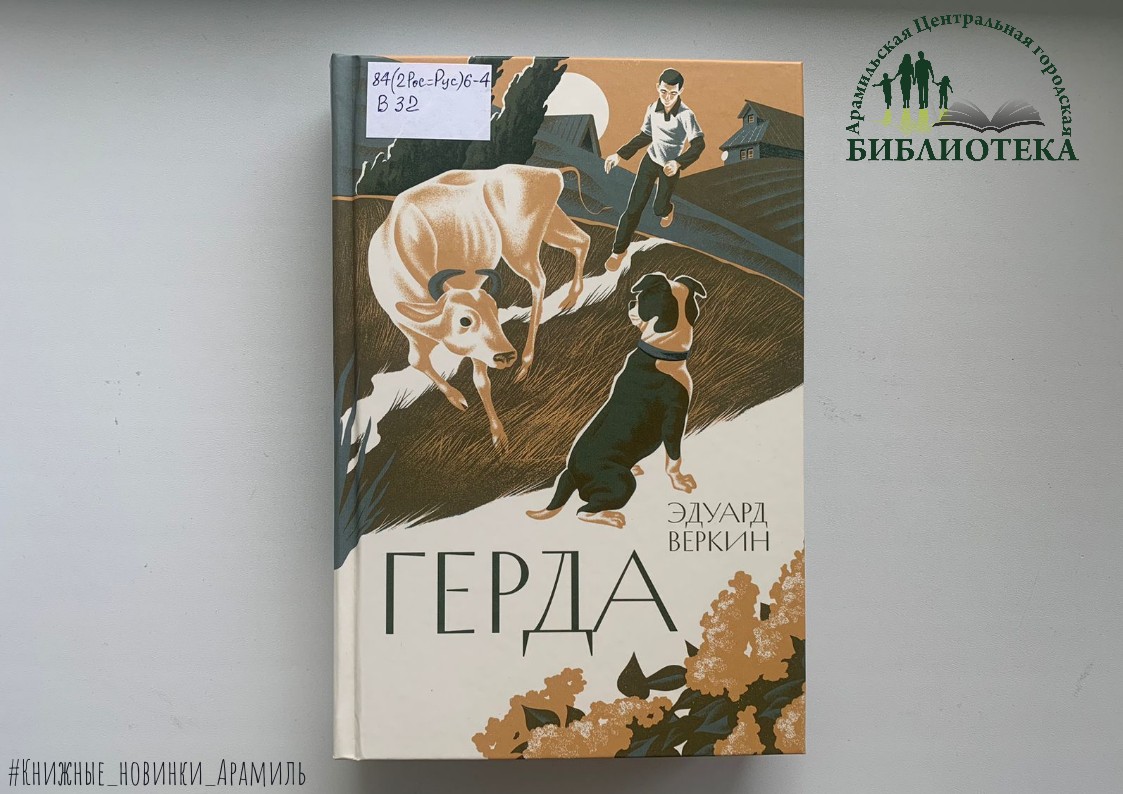 84(2Рос=Рус)6-4
В 32
Арамильская Центральная городская
БИБЛИОТЕКА
ЭДУАРД
ВЕРКИН
ГЕРДА
#Книжные_новинки_Арамиль